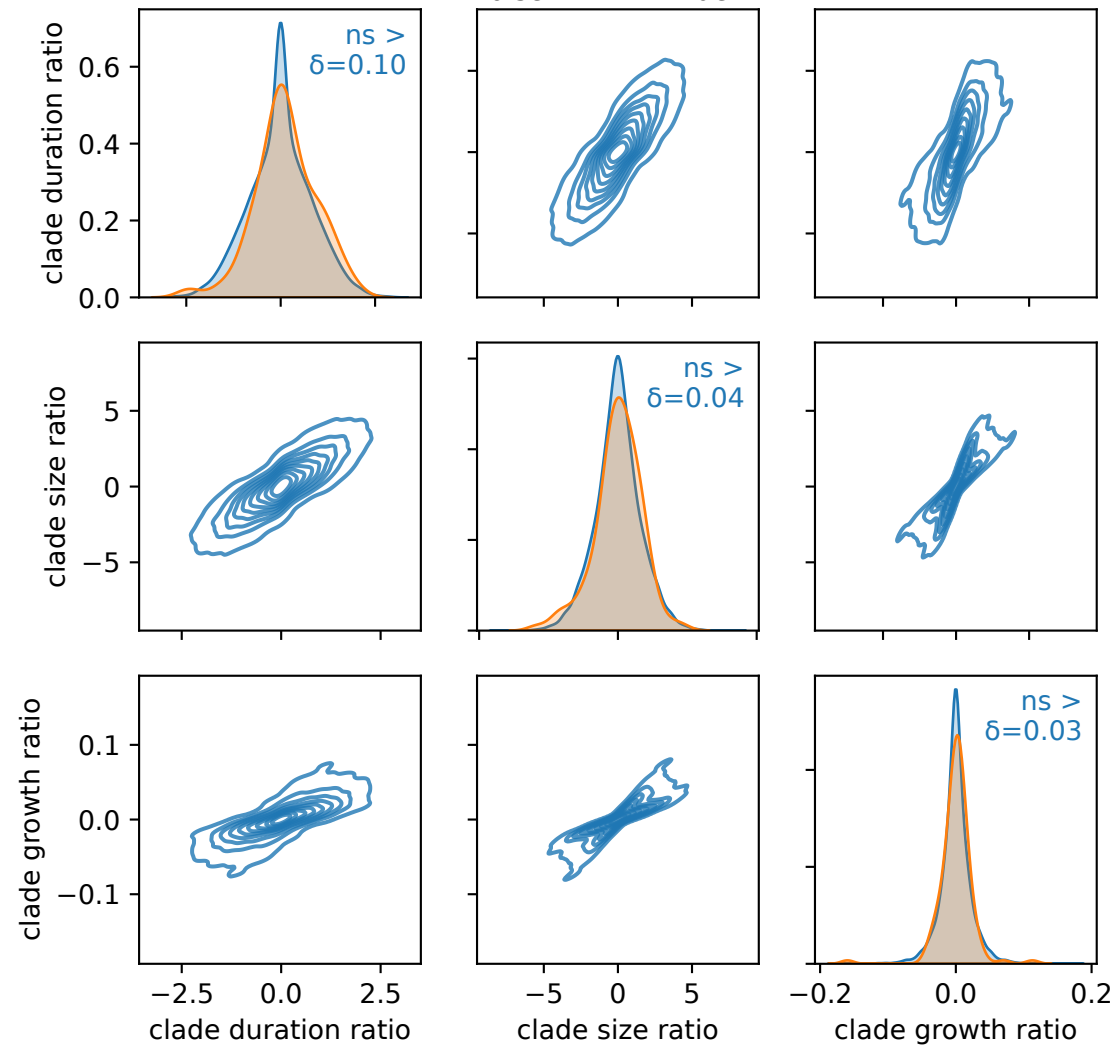 clade duration ratio
0.6
0.4
0.2
0.0
ns >
δ=0.10
clade size ratio
5
0
−5
ns >
δ=0.04
clade growth ratio
0.1
0.0
−0.1
ns >
δ=0.03
−2.5 0.0 2.5
−5 0 5
−0.2 0.0 0.2
clade duration ratio
clade size ratio
clade growth ratio